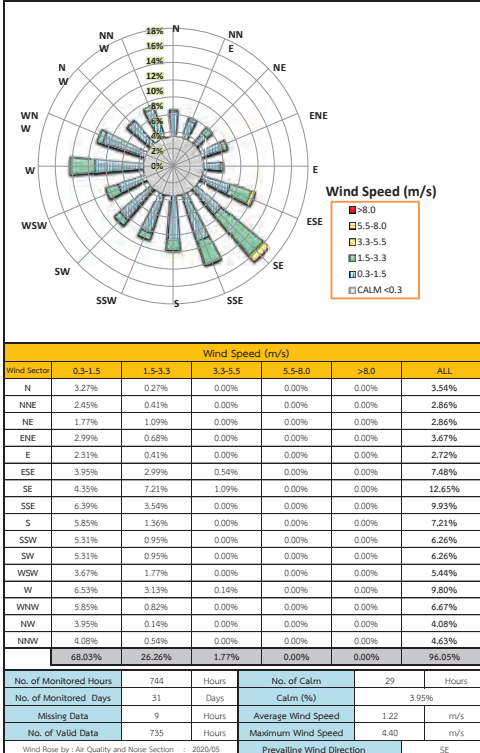 18%
N
16%
14%
12%
10%
8%
6%
4%
2%
0%
NN
E
NE
ENE
E
ESE
SE
SSE
S
SSW
SW
WSW
W
WN
W
N
W
NN
W
Wind Speed (m/s)
>8.0
5.5-8.0
3.3-5.5
1.5-3.3
0.3-1.5
CALM <0.3
Wind Speed (m/s)
Wind Sector 0.3-1.5 1.5-3.3 3.3-5.5 5.5-8.0 >8.0 ALL
N 3.27% 0.27% 0.00% 0.00% 0.00% 3.54%
NNE 2.45% 0.41% 0.00% 0.00% 0.00% 2.86%
NE 1.77% 1.09% 0.00% 0.00% 0.00% 2.86%
ENE 2.99% 0.68% 0.00% 0.00% 0.00% 3.67%
E 2.31% 0.41% 0.00% 0.00% 0.00% 2.72%
ESE 3.95% 2.99% 0.54% 0.00% 0.00% 7.48%
SE 4.35% 7.21% 1.09% 0.00% 0.00% 12.65%
SSE 6.39% 3.54% 0.00% 0.00% 0.00% 9.93%
S 5.85% 1.36% 0.00% 0.00% 0.00% 7.21%
SSW 5.31% 0.95% 0.00% 0.00% 0.00% 6.26%
SW 5.31% 0.95% 0.00% 0.00% 0.00% 6.26%
WSW 3.67% 1.77% 0.00% 0.00% 0.00% 5.44%
W 6.53% 3.13% 0.14% 0.00% 0.00% 9.80%
WNW 5.85% 0.82% 0.00% 0.00% 0.00% 6.67%
NW 3.95% 0.14% 0.00% 0.00% 0.00% 4.08%
NNW 4.08% 0.54% 0.00% 0.00% 0.00% 4.63%
68.03% 26.26% 1.77% 0.00% 0.00% 96.05%
No. of Monitored Hours 744 Hours No. of Calm 29 Hours
No. of Monitored Days 31 Days Calm (%) 3.95%
Missing Data 9 Hours Average Wind Speed 1.22 m/s
No. of Valid Data 735 Hours Maximum Wind Speed 4.40 m/s
Wind Rose by : Air Quality and Noise Section : 2020/05 Prevailing Wind Direction SE